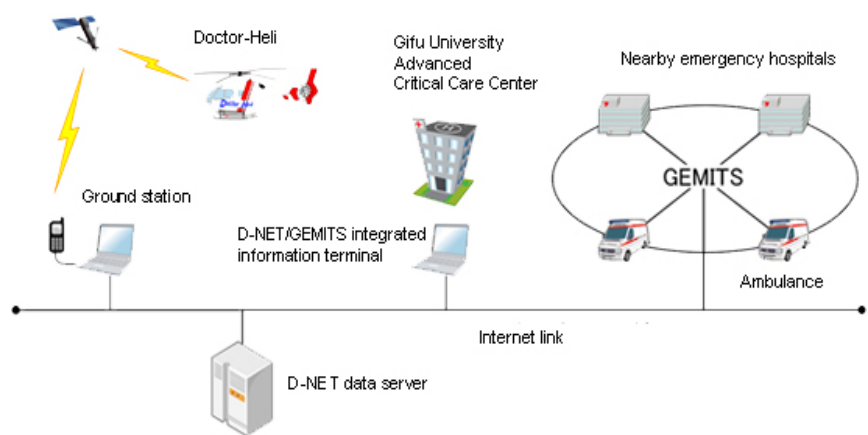 Doctor-Heli
Gifu University
Advanced
Critical Care Center
Nearby emergency hospitals
GEMITS
Ground station
D-NET/GEMITS integrated
information terminal
Ambulance
Internet link
D-NET data server